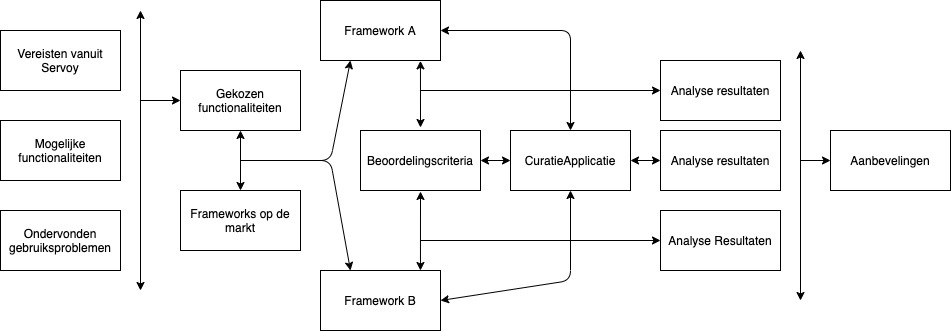 Vereisten vanuit
Servoy
Mogelijke
functionaliteiten
Ondervonden
gebruiksproblemen
Gekozen
functionaliteiten
Frameworks op de
markt
Framework A
Beoordelingscriteria
Framework B
CuratieApplicatie
Analyse resultaten
Analyse resultaten
Analyse Resultaten
Aanbevelingen